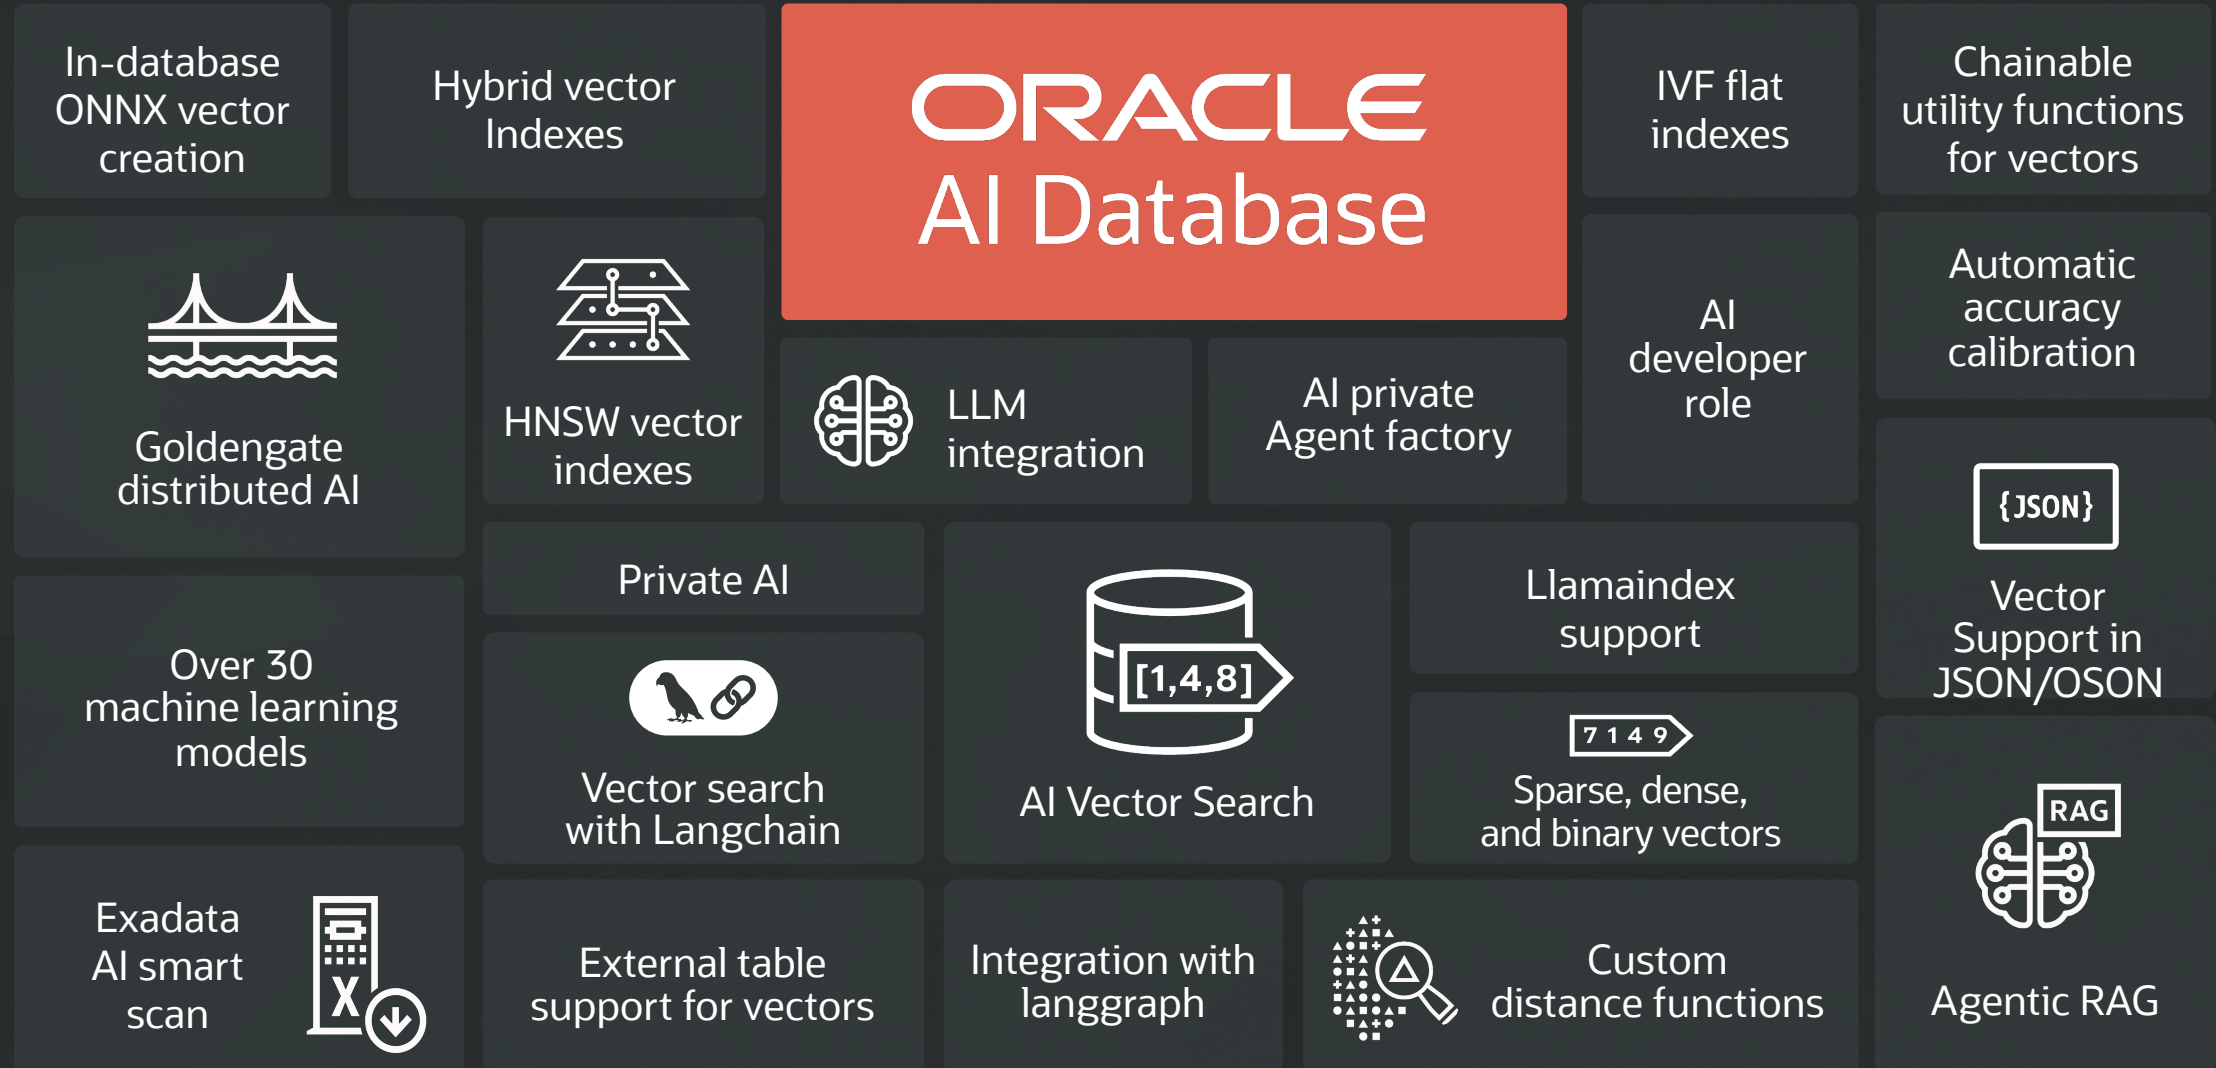 In-database
ONNX vector
creation
Hybrid vector
Indexes
ORACLE
AI Database
IVF flat
indexes
Chainable
utility functions
for vectors
Goldengate
distributed AI
HNSW vector
indexes
LLM
integration
AI private
Agent factory
AI
developer
role
Automatic
accuracy
calibration
{JSON}
Vector
Support in
JSON/OSON
Private AI
[1,4,8]
AI Vector Search
Llamaindex
support
Over 30
machine learning
models
Vector search
with Langchain
7 1 4 9
Sparse, dense,
and binary vectors
RAG
Agentic RAG
Exadata
AI smart
scan
X
External table
support for vectors
Integration with
langgraph
Custom
distance functions